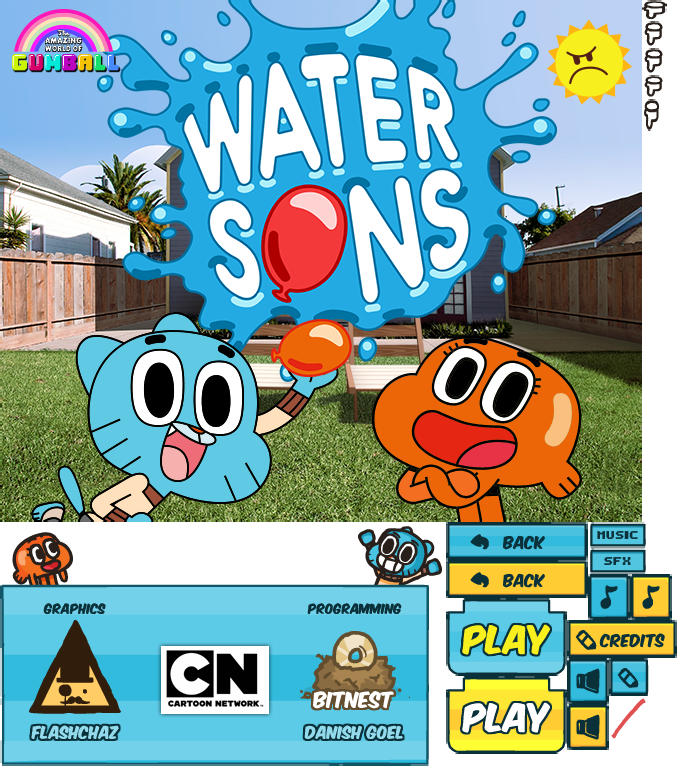 The
AMAZING
WORLD OF
GUMBALL
WATER
SONS
BACK
MUSIC
SFX
BACK
PLAY
CREDITS
PLAY
GRAPHICS
FLASHCHAZ
CN
CARTOON NETWORK™
PROGRAMMING
BITNEST
DANISH GOEL